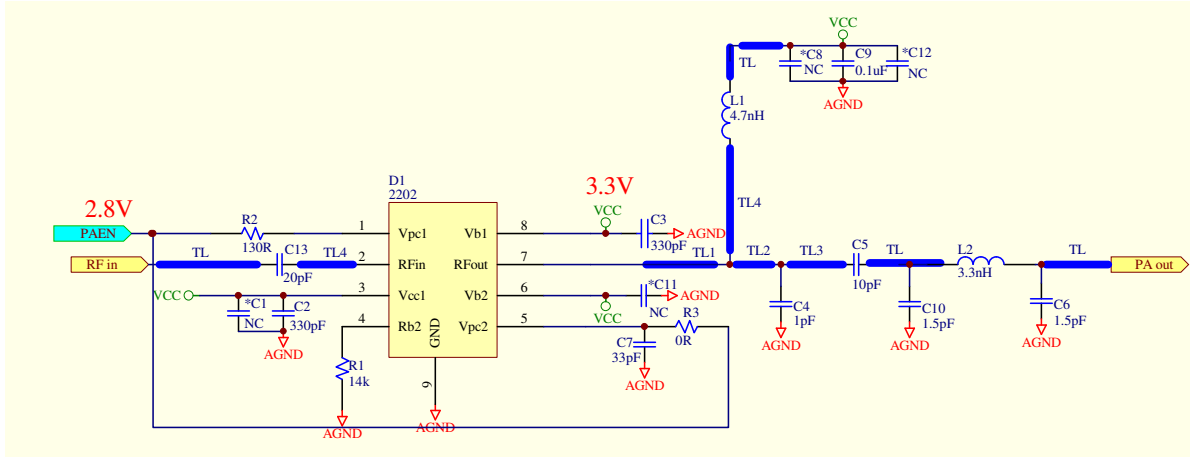 VCC
TL
*C8
NC
C9
0.1uF
*C12
NC
AGND
L1
4.7nH
D1
2202
3.3V
2.8V
TL4
PAEN
R2
130R
1
Vpc1
Vb1
8
VCC
C3
330pF
AGND
RF in
TL
C13
20pF
TL4
2
RFin
RFout
7
TL1
TL2
TL3
C5
10pF
TL
L2
3.3nH
TL
PA out
VCC
*C1
NC
C2
330pF
AGND
3
Vcc1
Vb2
6
VCC
*C11
NC
AGND
C4
1pF
AGND
C10
1.5pF
AGND
C6
1.5pF
AGND
4
Rb2
GND
Vpc2
5
R3
0R
C7
33pF
AGND
R1
14k
AGND
9
AGND